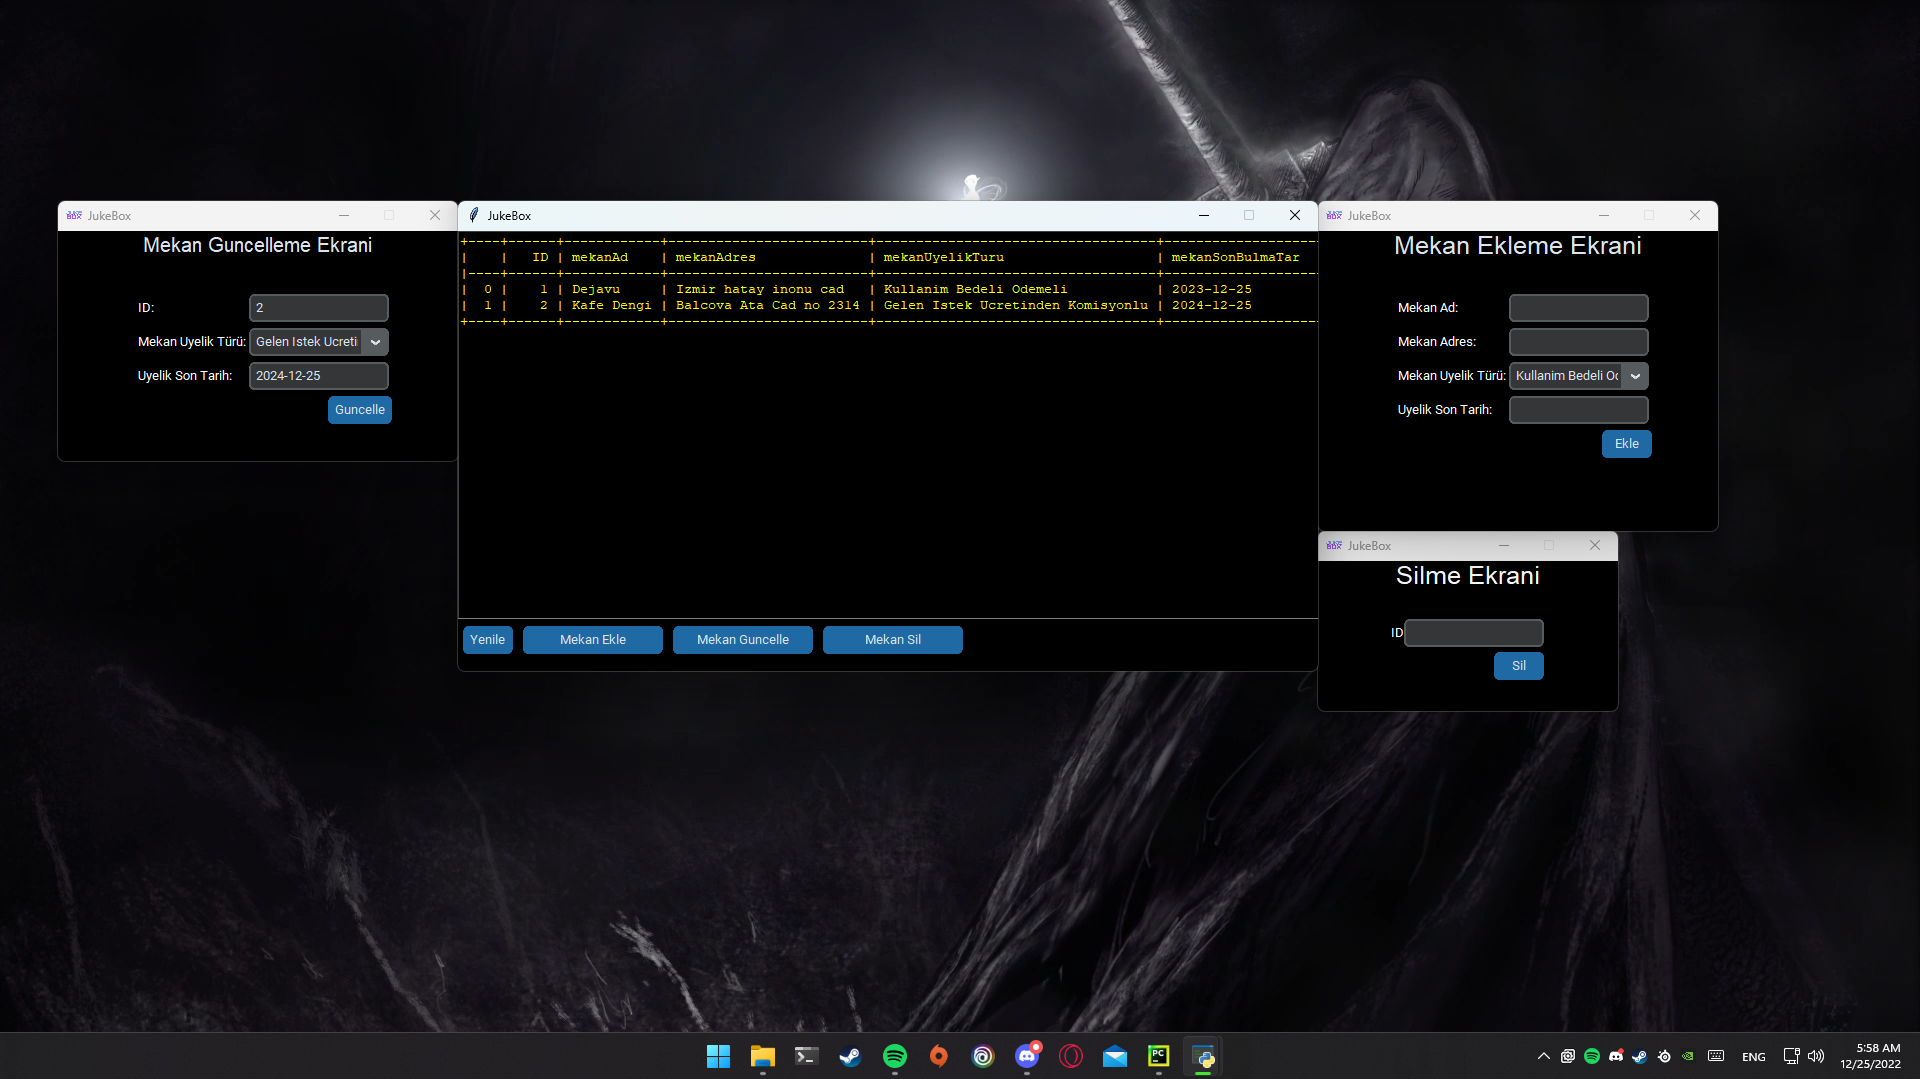 JukeBox
Mekan Guncelleme Ekrani
ID: 2
Mekan Uyelik Türü: Gelen Istek Ucreti
Uyelik Son Tarih: 2024-12-25
Guncelle
JukeBox
| | ID | mekanAd | mekanAdres | mekanUyelikTuru | mekanSonBulmaTar
| 0 | 1 | Dejavu | Izmir hatay inonu cad | Kullanim Bedeli Odemeli | 2023-12-25
| 1 | 2 | Kafe Dengi | Balcova Ata Cad no 2314 | Gelen Istek Ucretinden Komisyonlu | 2024-12-25
Yenile Mekan Ekle Mekan Guncelle Mekan Sil
JukeBox
Mekan Ekleme Ekrani
Mekan Ad:
Mekan Adres:
Mekan Uyelik Türü: Kullanim Bedeli Od
Uyelik Son Tarih:
Ekle
JukeBox
Silme Ekrani
ID
Sil
PC
ENG
5:58 AM
12/25/2022